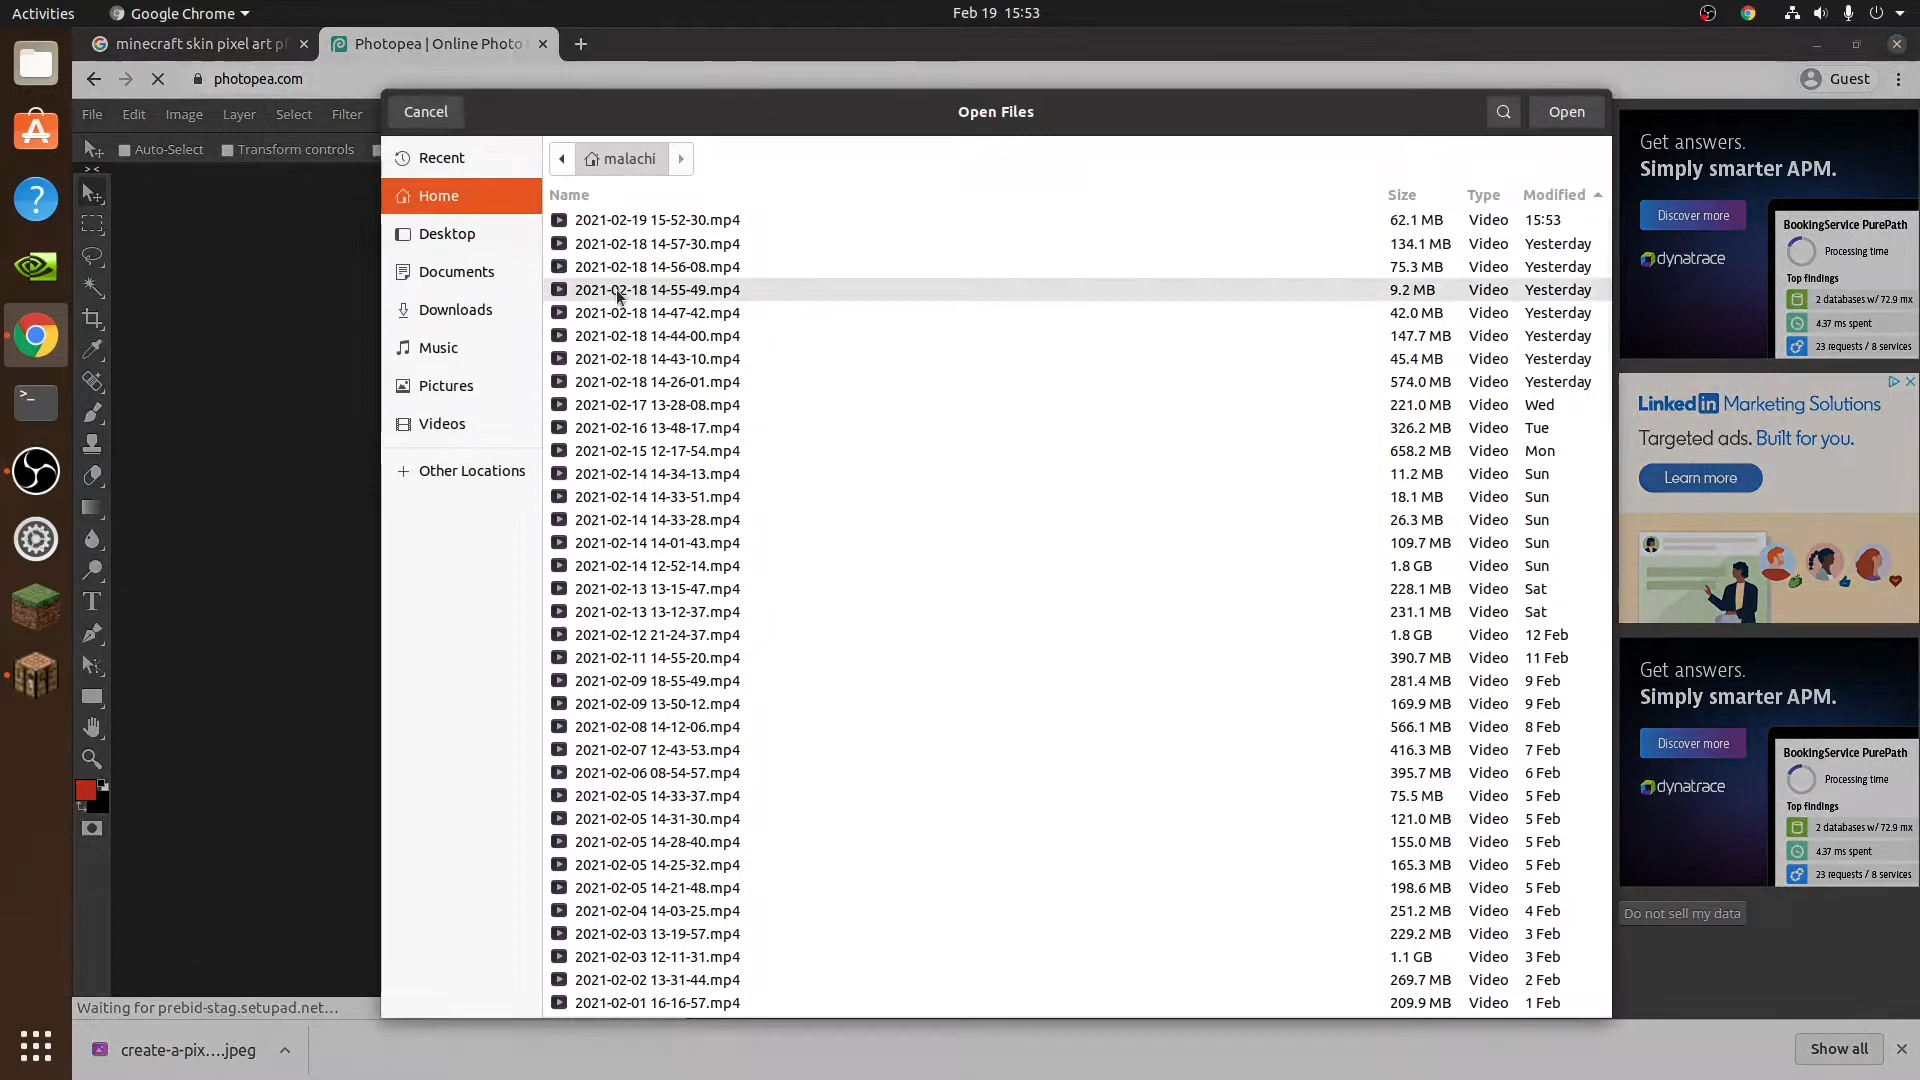 Activities
Google Chrome
Feb 19 15:53
minecraft skin pixel art p
Photopea | Online Photo
photopea.com
Guest
File Edit Image Layer Select Filter
Auto-Select
Transform controls
Cancel
Open Files
Open
Recent
Home
Desktop
Documents
Downloads
Music
Pictures
Videos
Other Locations
malachi
Name Size Type Modified
2021-02-19 15-52-30.mp4 62.1 MB Video 15:53
2021-02-18 14-57-30.mp4 134.1 MB Video Yesterday
2021-02-18 14-56-08.mp4 75.3 MB Video Yesterday
2021-02-18 14-55-49.mp4 9.2 MB Video Yesterday
2021-02-18 14-47-42.mp4 42.0 MB Video Yesterday
2021-02-18 14-44-00.mp4 147.7 MB Video Yesterday
2021-02-18 14-43-10.mp4 45.4 MB Video Yesterday
2021-02-18 14-26-01.mp4 574.0 MB Video Yesterday
2021-02-17 13-28-08.mp4 221.0 MB Video Wed
2021-02-16 13-48-17.mp4 326.2 MB Video Tue
2021-02-15 12-17-54.mp4 658.2 MB Video Mon
2021-02-14 14-34-13.mp4 11.2 MB Video Sun
2021-02-14 14-33-51.mp4 18.1 MB Video Sun
2021-02-14 14-33-28.mp4 26.3 MB Video Sun
2021-02-14 14-01-43.mp4 109.7 MB Video Sun
2021-02-14 12-52-14.mp4 1.8 GB Video Sun
2021-02-13 13-15-47.mp4 228.1 MB Video Sat
2021-02-13 13-12-37.mp4 231.1 MB Video Sat
2021-02-12 21-24-37.mp4 1.8 GB Video 12 Feb
2021-02-11 14-55-20.mp4 390.7 MB Video 11 Feb
2021-02-09 18-55-49.mp4 281.4 MB Video 9 Feb
2021-02-09 13-50-12.mp4 169.9 MB Video 9 Feb
2021-02-08 14-12-06.mp4 566.1 MB Video 8 Feb
2021-02-07 12-43-53.mp4 416.3 MB Video 7 Feb
2021-02-06 08-54-57.mp4 395.7 MB Video 6 Feb
2021-02-05 14-33-37.mp4 75.5 MB Video 5 Feb
2021-02-05 14-31-30.mp4 121.0 MB Video 5 Feb
2021-02-05 14-28-40.mp4 155.0 MB Video 5 Feb
2021-02-05 14-25-32.mp4 165.3 MB Video 5 Feb
2021-02-05 14-21-48.mp4 198.6 MB Video 5 Feb
2021-02-04 14-03-25.mp4 251.2 MB Video 4 Feb
2021-02-03 13-19-57.mp4 229.2 MB Video 3 Feb
2021-02-03 12-11-31.mp4 1.1 GB Video 3 Feb
2021-02-02 13-31-44.mp4 269.7 MB Video 2 Feb
2021-02-01 16-16-57.mp4 209.9 MB Video 1 Feb
Get answers.
Simply smarter APM.
Discover more
dynatrace
BookingService PurePath
Processing time
Top findings
2 databases w/ 72.9 mx
4.37 ms spent
23 requests / 8 services
Linked in Marketing Solutions
Targeted ads. Built for you.
Learn more
Get answers.
Simply smarter APM.
Discover more
dynatrace
BookingService PurePath
Processing time
Top findings
2 databases w/ 72.9 mx
4.37 ms spent
23 requests / 8 services
Do not sell my data
Waiting for prebid-stag.setupad.net...
create-a-pix....jpeg
Show all